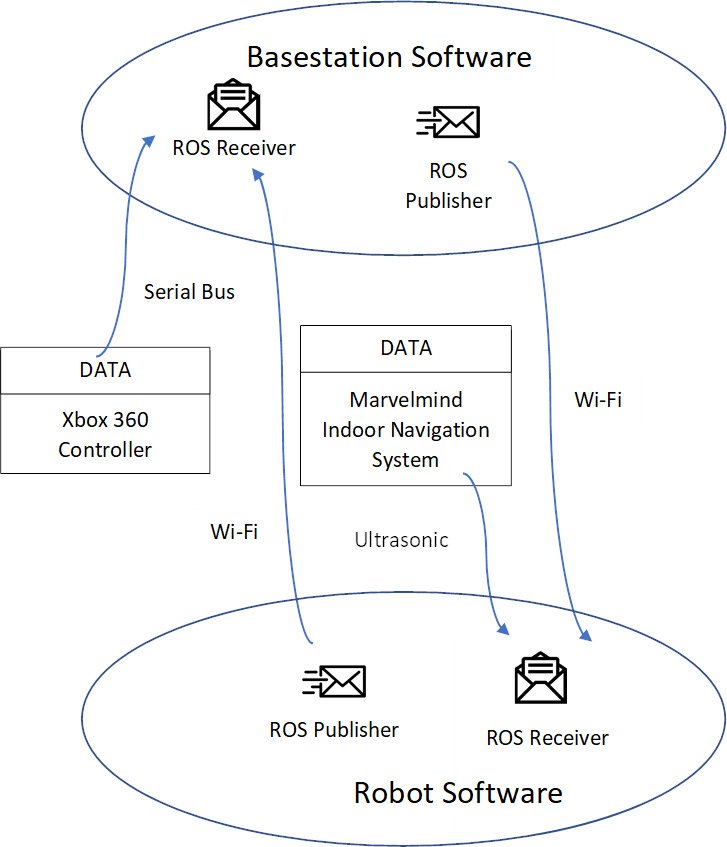 Basestation Software
ROS Receiver
ROS
Publisher
Serial Bus
DATA
Xbox 360
Controller
DATA
Marvelmind
Indoor Navigation
System
Wi-Fi
Wi-Fi
Ultrasonic
ROS Publisher
ROS Receiver
Robot Software